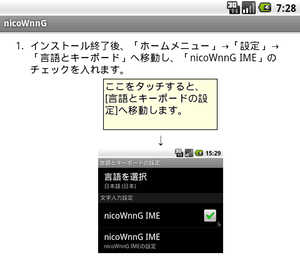 7:28
nicoWnnG
1. インストール終了後、「ホームメニュー」→「設定」→
「言語とキーボード」へ移動し、「nicoWnnG IME」の
チェックを入れます。
ここをタッチすると、
[言語とキーボードの設
定]へ移動します。
↓
15:29
言語とキーボードの設定
言語を選択
日本語 (日本)
文字入力設定
nicoWnnG IME
nicoWnnG IME
nicoWnnG IMEの設定